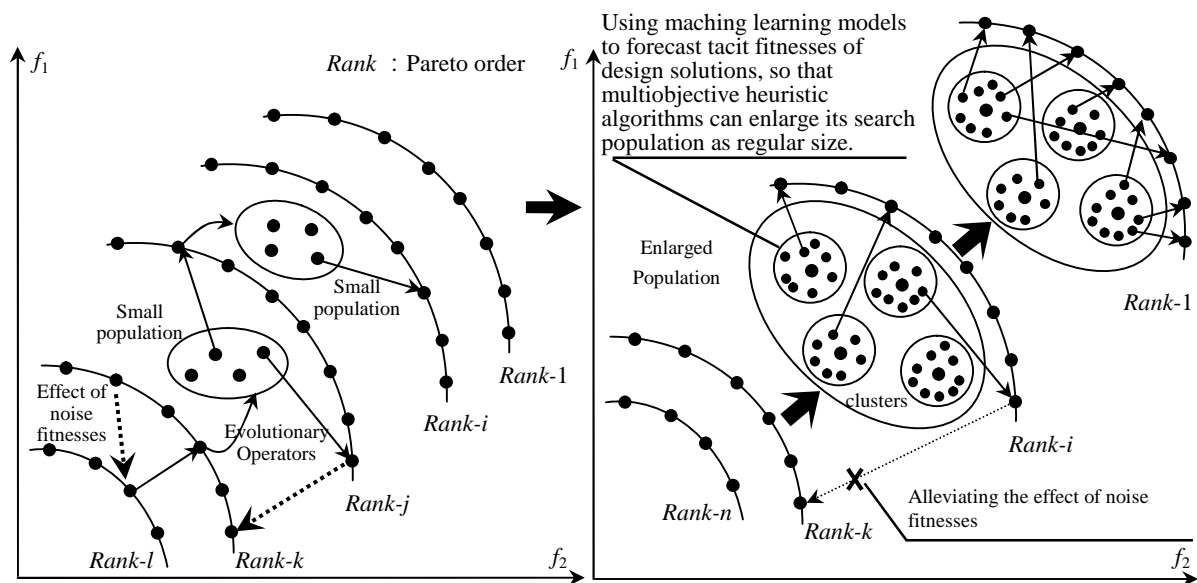 f1
Rank : Pareto order
Small
population
Small
population
Effect of
noise
fitnesses
Evolutionary
Operators
Rank-1
Rank-i
Rank-j
Rank-k
Rank-l
f2
f1
Using maching learning models
to forecast tacit fitnesses of
design solutions, so that
multiobjective heuristic
algorithms can enlarge its search
population as regular size.
Enlarged
Population
Rank-1
clusters
Rank-i
Rank-n
Rank-k
Alleviating the effect of noise
fitnesses
f2